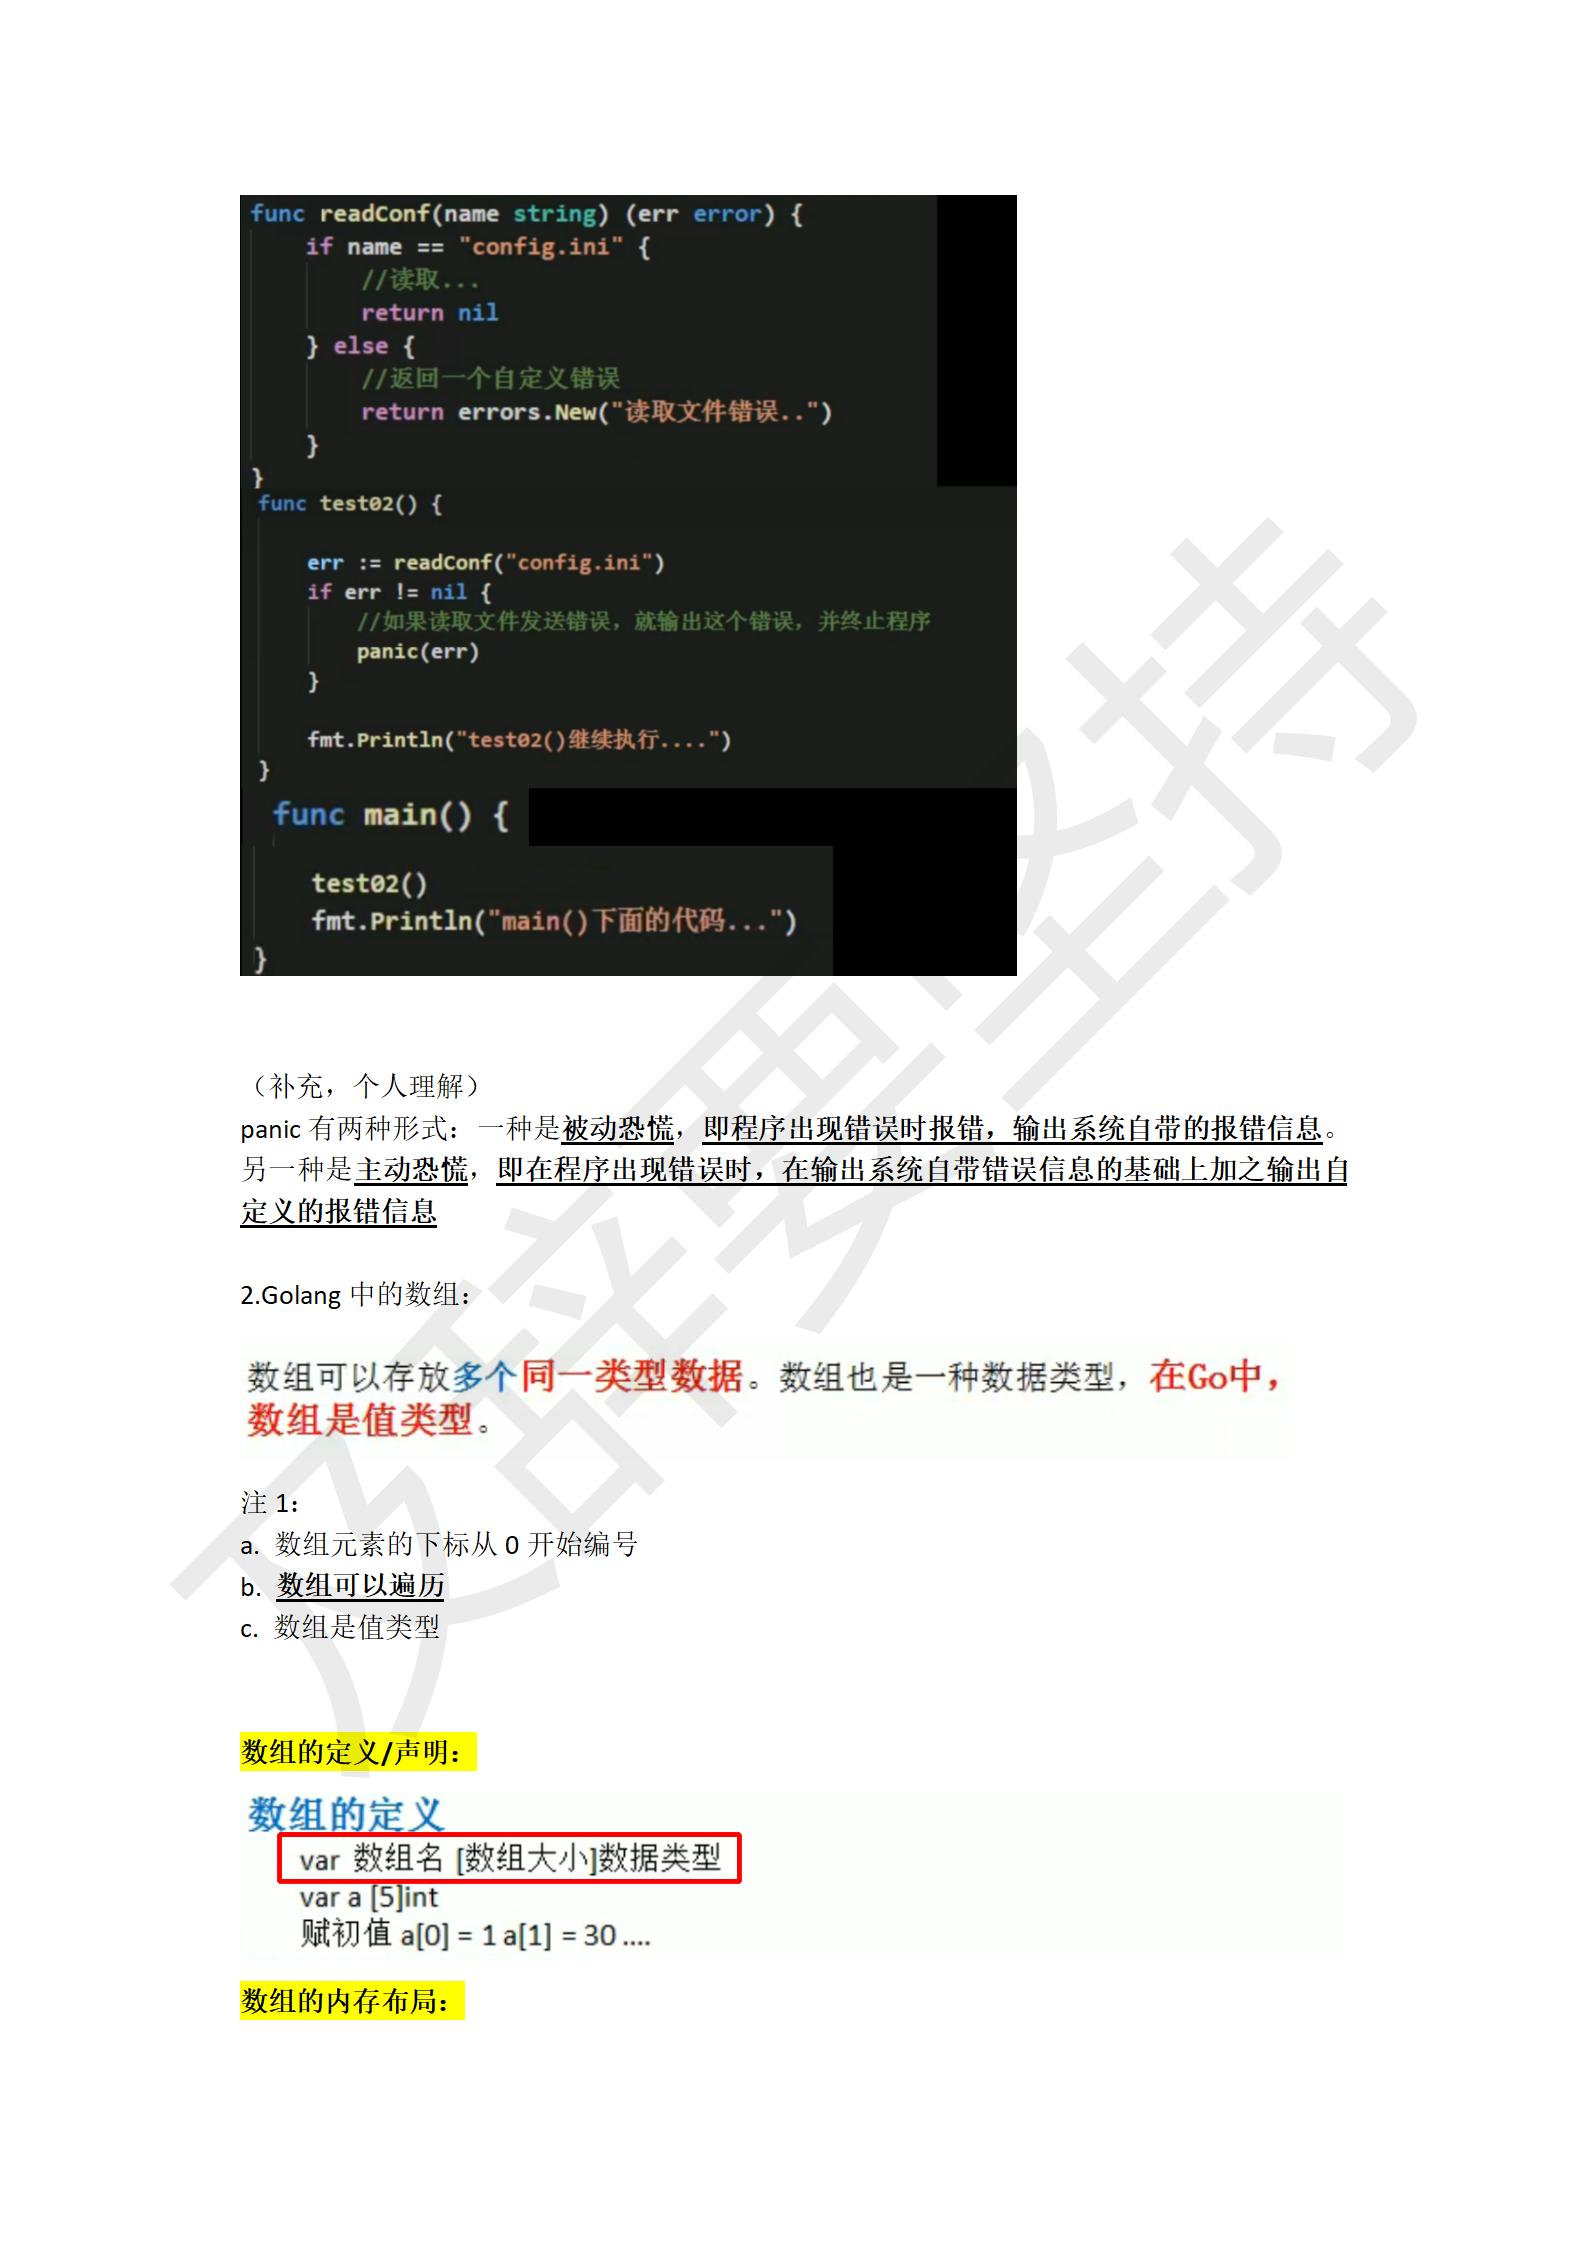 func readConf(name string) (err error) {
    if name == "config.ini" {
        //读取...
        return nil
    } else {
        //返回一个自定义错误
        return errors.New("读取文件错误..")
    }
}
func test02() {
    err := readConf("config.ini")
    if err != nil {
        //如果读取文件发送错误，就输出这个错误，并终止程序
        panic(err)
    }
    fmt.Println("test02()继续执行....")
}
func main() {
    test02()
    fmt.Println("main()下面的代码...")
}
（补充，个人理解）
panic 有两种形式：一种是被动恐慌，即程序出现错误时报错，输出系统自带的报错信息。
另一种是主动恐慌，即在程序出现错误时，在输出系统自带错误信息的基础上加之输出自
定义的报错信息
2.Golang 中的数组：
数组可以存放多个同一类型数据。数组也是一种数据类型，在Go中，
数组是值类型。
注 1：
a. 数组元素的下标从 0 开始编号
b. 数组可以遍历
c. 数组是值类型
数组的定义/声明：
数组的定义
var 数组名 [数组大小]数据类型
var a [5]int
赋初值 a[0] = 1 a[1] = 30 ....
数组的内存布局：
及辞要坚持